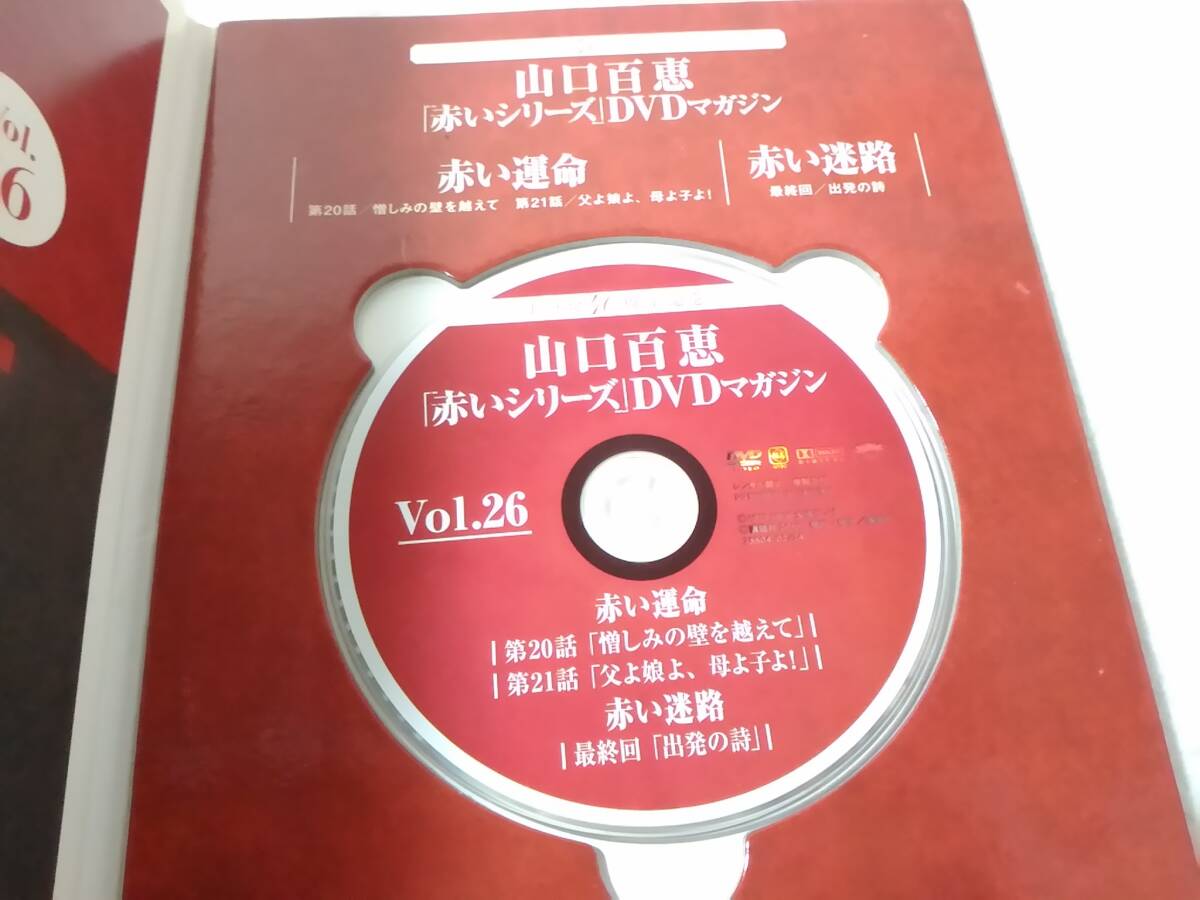 Vol.
6
山口百恵
「赤いシリーズ」DVDマガジン
赤い運命
第20話／憎しみの壁を越えて 第21話／父よ娘よ、母よ子よ！
赤い迷路
最終回／出発の詩
山口百恵
「赤いシリーズ」DVDマガジン
DVD
Vol.26
赤い運命
第20話「憎しみの壁を越えて」
第21話「父よ娘よ、母よ子よ！」
赤い迷路
最終回「出発の詩」